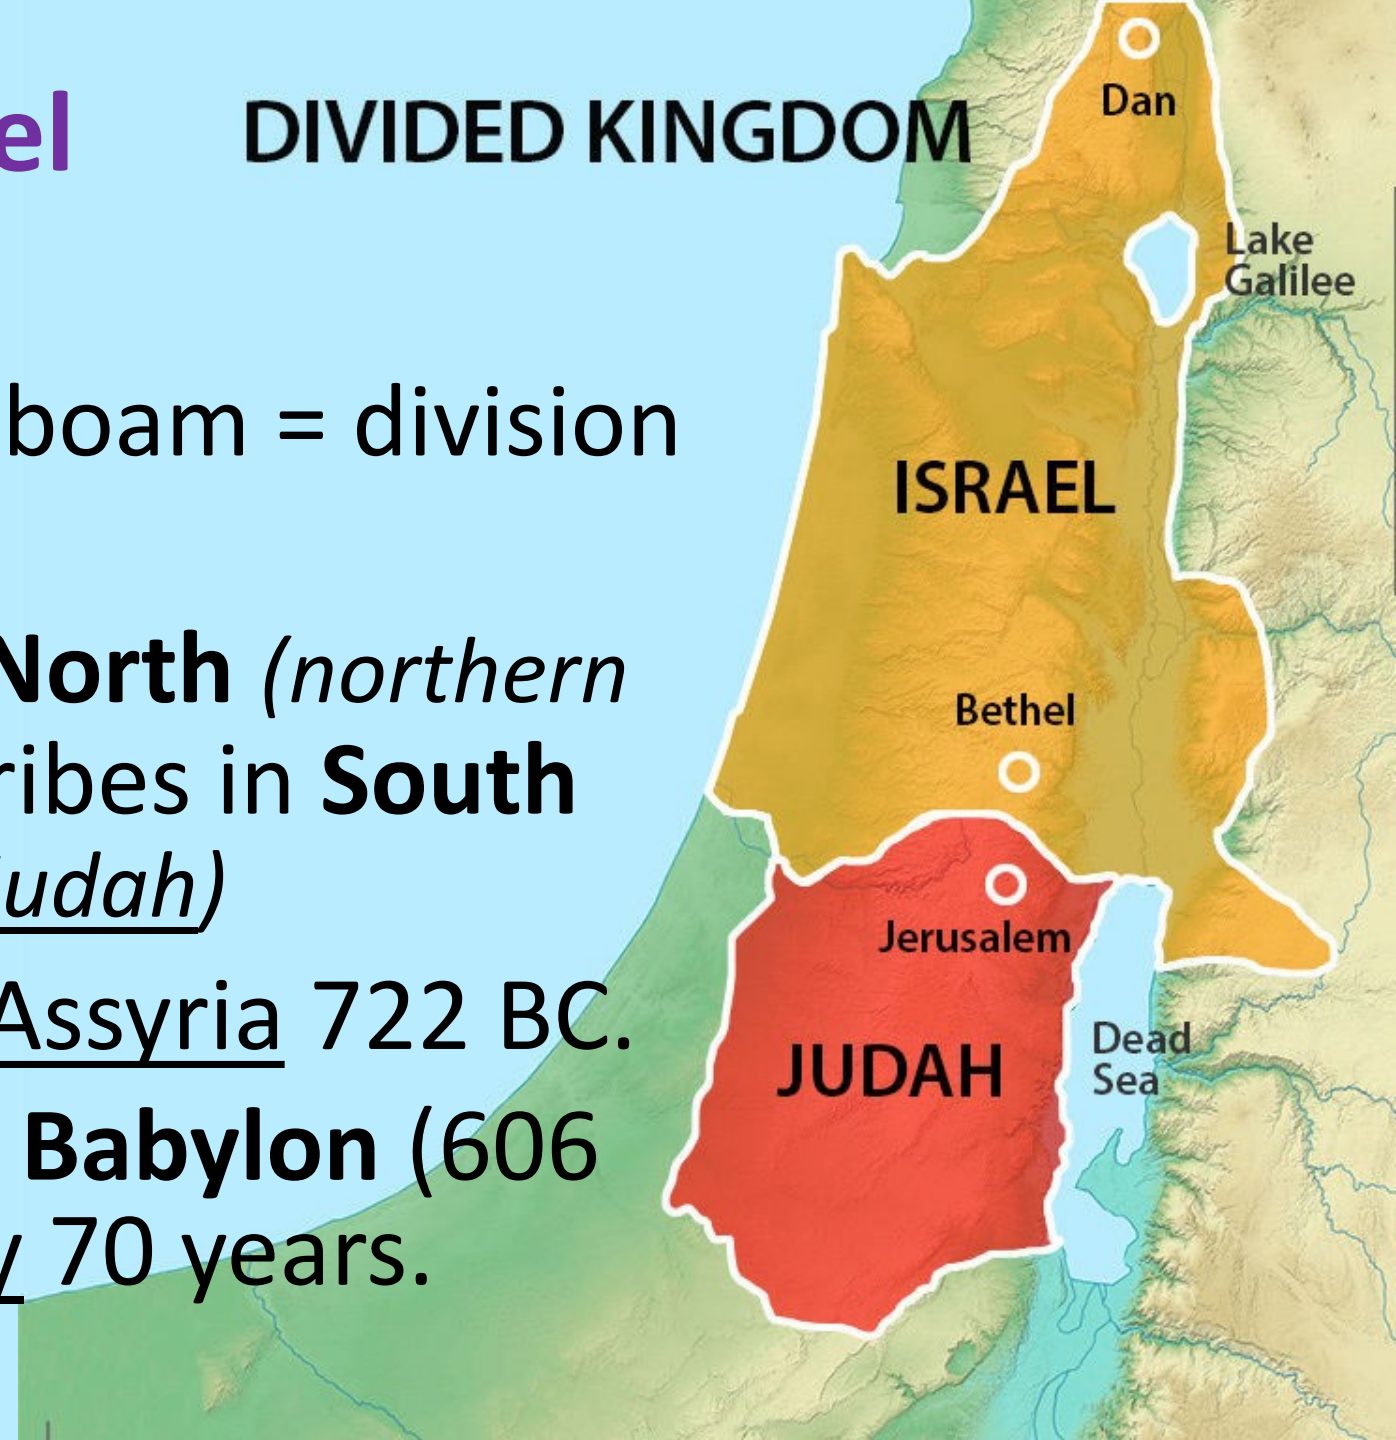 el
DIVIDED KINGDOM
Dan
Lake
Galilee
boam = division
ISRAEL
North (northern
Bethel
ribes in South
udah)
Jerusalem
Assyria 722 BC.
Dead
Sea
JUDAH
Babylon (606
y 70 years.